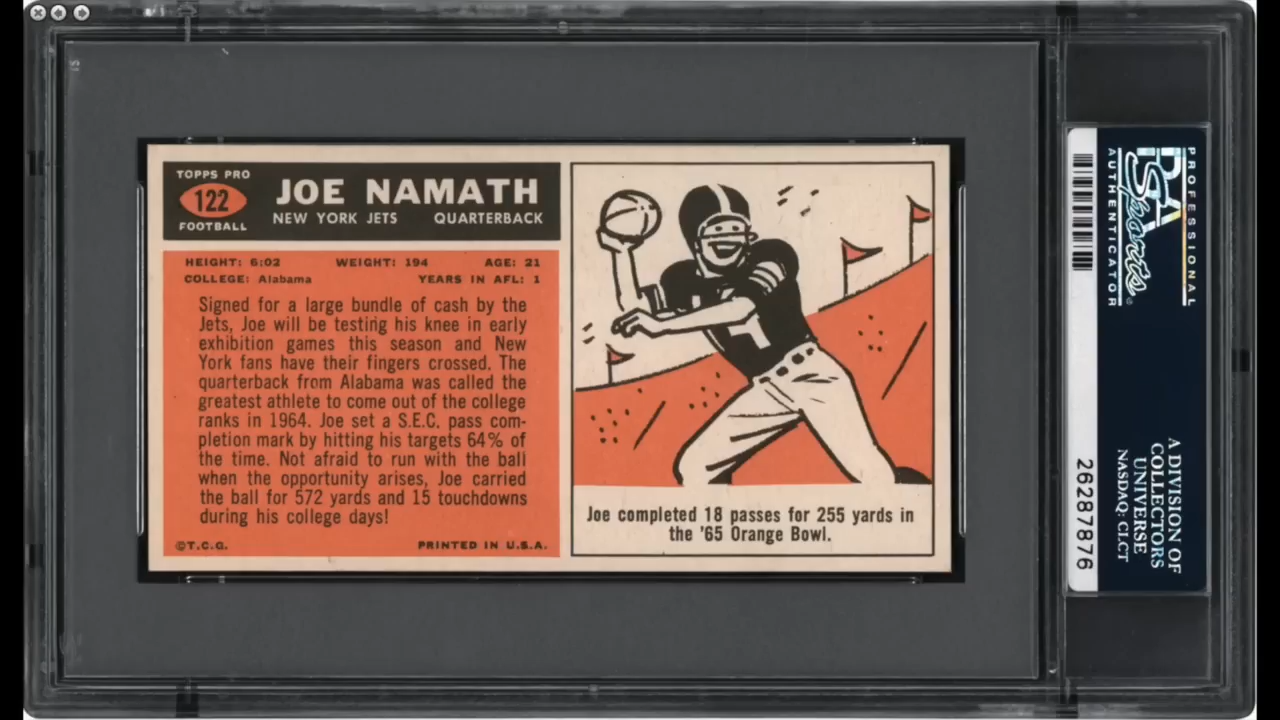 TOPPS PRO
122
FOOTBALL
JOE NAMATH
NEW YORK JETS QUARTERBACK
HEIGHT: 6:02 WEIGHT: 194 AGE: 21
COLLEGE: Alabama YEARS IN AFL: 1
Signed for a large bundle of cash by the
Jets, Joe will be testing his knee in early
exhibition games this season and New
York fans have their fingers crossed. The
quarterback from Alabama was called the
greatest athlete to come out of the college
ranks in 1964. Joe set a S.E.C. pass com-
pletion mark by hitting his targets 64% of
the time. Not afraid to run with the ball
when the opportunity arises, Joe carried
the ball for 572 yards and 15 touchdowns
during his college days!
©T.C.G. PRINTED IN U.S.A.
Joe completed 18 passes for 255 yards in
the '65 Orange Bowl.
PROFESSIONAL
PSA
Sports
AUTHENTICATOR
A DIVISION OF
COLLECTORS
UNIVERSE
NASDAQ: CLCT
26287876